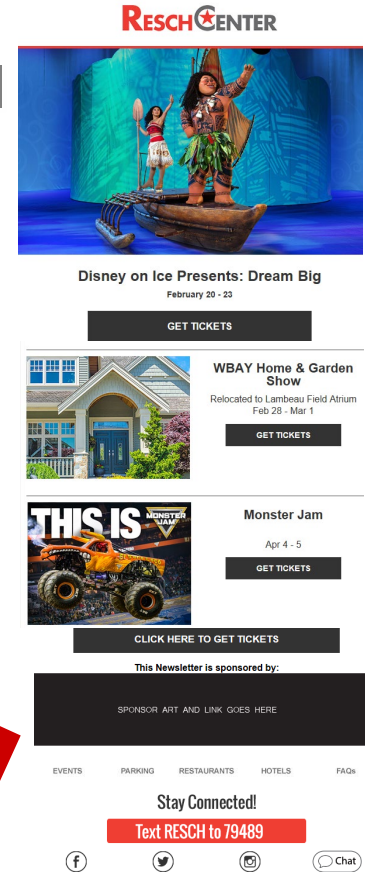 RESCH CENTER
Disney on Ice Presents: Dream Big
February 20 - 23
GET TICKETS
WBAY Home & Garden
Show
Relocated to Lambeau Field Atrium
Feb 28 - Mar 1
GET TICKETS
THIS IS
MONSTER
JAM
Monster Jam
Apr 4 - 5
GET TICKETS
CLICK HERE TO GET TICKETS
This Newsletter is sponsored by:
SPONSOR ART AND LINK GOES HERE
EVENTS PARKING RESTAURANTS HOTELS FAQs
Stay Connected!
Text RESCH to 79489
Chat